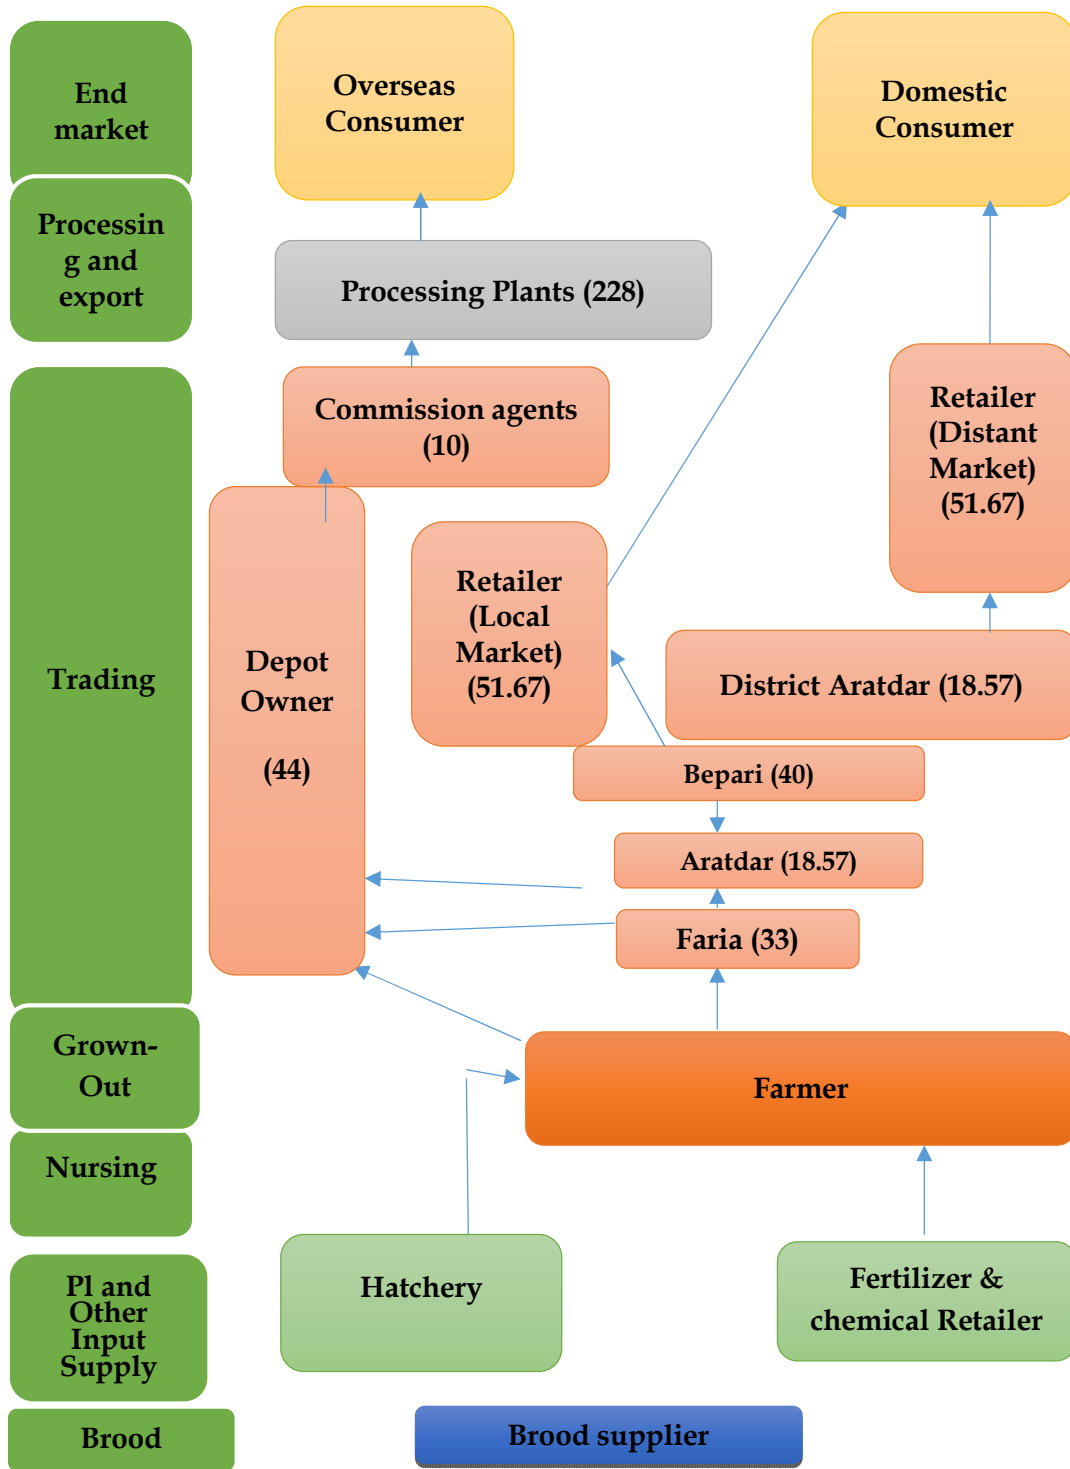 End
market
Overseas
Consumer
Domestic
Consumer
Processin
g and
export
Processing Plants (228)
Trading
Commission agents
(10)
Retailer
(Distant
Market)
(51.67)
Depot
Owner
(44)
Retailer
(Local
Market)
(51.67)
District Aratdar (18.57)
Bepari (40)
Aratdar (18.57)
Faria (33)
Grown-
Out
Farmer
Nursing
Pl and
Other
Input
Supply
Hatchery
Fertilizer &
chemical Retailer
Brood
Brood supplier